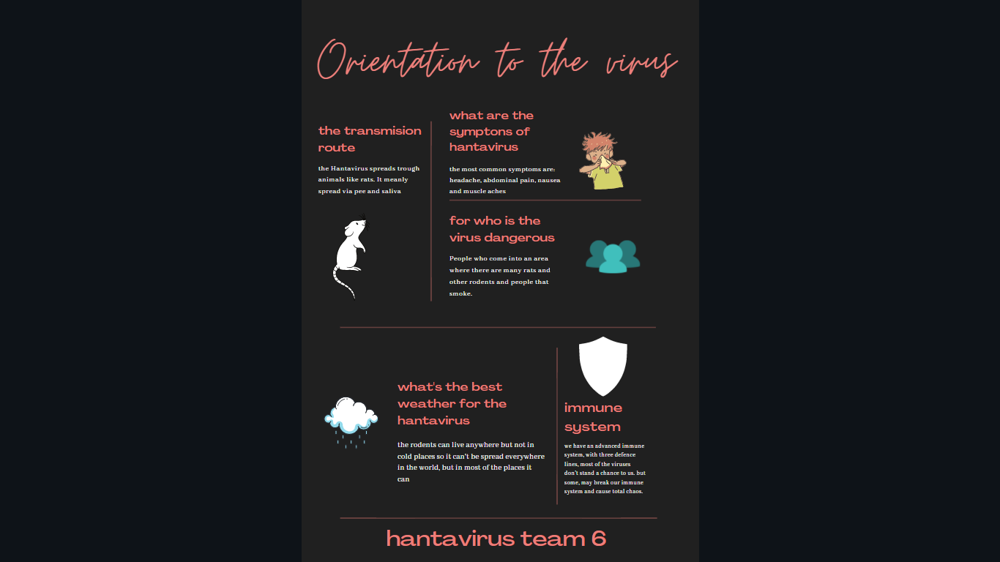 Orientation to the virus
the transmision
route
the Hantavirus spreads trough
animals like rats. It meanly
spread via pee and saliva
what are the
symptons of
hantavirus
the most common symptoms are:
headache, abdominal pain, nausea
and muscle aches
for who is the
virus dangerous
People who come into an area
where there are many rats and
other rodents and people that
smoke.
what's the best
weather for the
hantavirus
the rodents can live anywhere but not in
cold places so it can't be spread everywhere
in the world, but in most of the places it
can
immune
system
we have an advanced immune
system, with three defence
lines, most of the viruses
don't stand a chance to us. but
some, may break our immune
system and cause total chaos.
hantavirus team 6